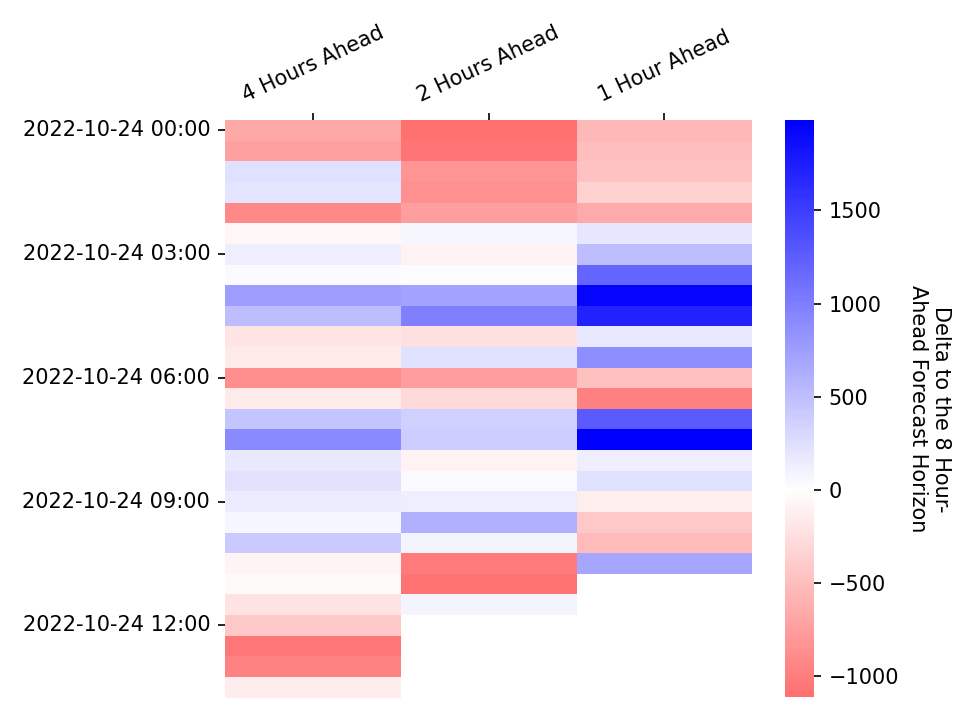 4 Hours Ahead
2 Hours Ahead
1 Hour Ahead
2022-10-24 00:00
2022-10-24 03:00
2022-10-24 06:00
2022-10-24 09:00
2022-10-24 12:00
1500
1000
500
0
−500
−1000
Delta to the 8 Hour-
Ahead Forecast Horizon